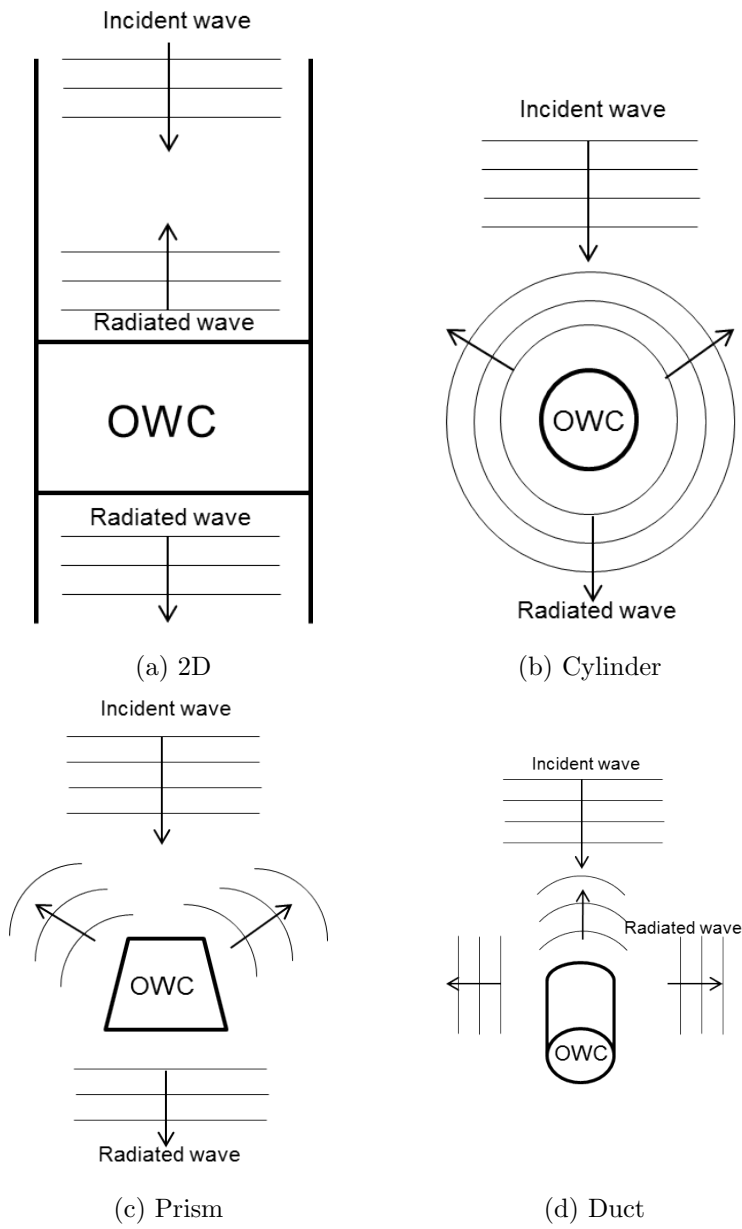 Incident wave
Radiated wave
OWC
Radiated wave
(a) 2D
Incident wave
OWC
Radiated wave
(b) Cylinder
Incident wave
OWC
Radiated wave
(c) Prism
Incident wave
Radiated wave
OWC
(d) Duct